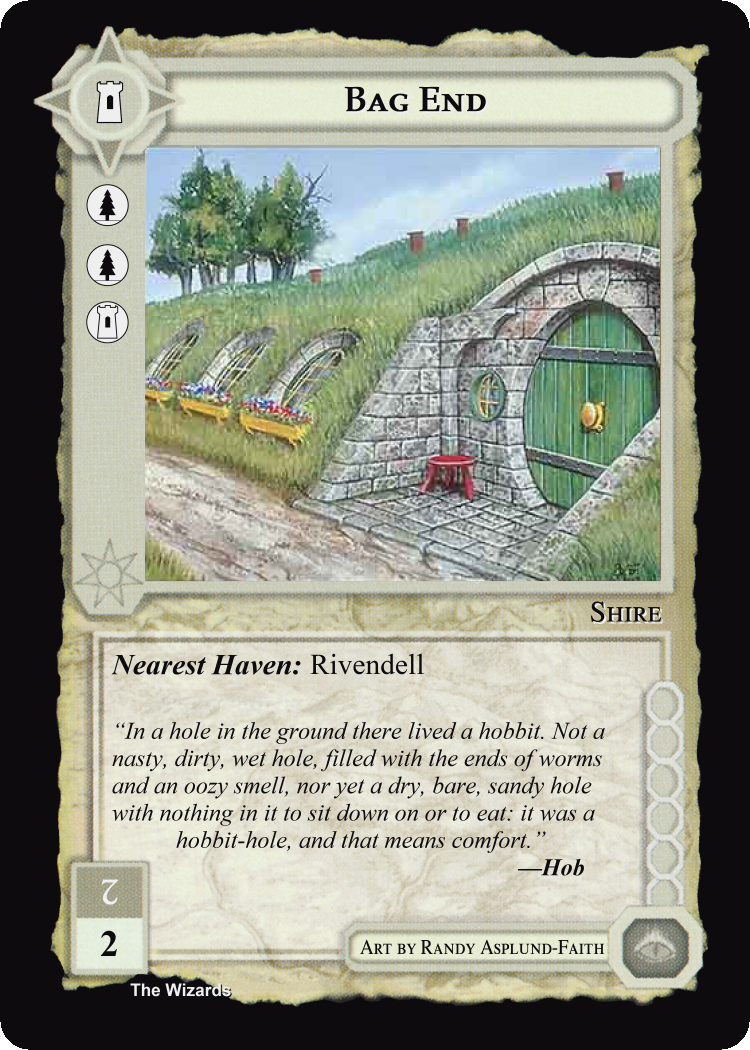 BAG END
SHIRE
Nearest Haven: Rivendell
“In a hole in the ground there lived a hobbit. Not a
nasty, dirty, wet hole, filled with the ends of worms
and an oozy smell, nor yet a dry, bare, sandy hole
with nothing in it to sit down on or to eat: it was a
hobbit-hole, and that means comfort.”
—Hob
2
2
ART BY RANDY ASPLUND-FAITH
The Wizards